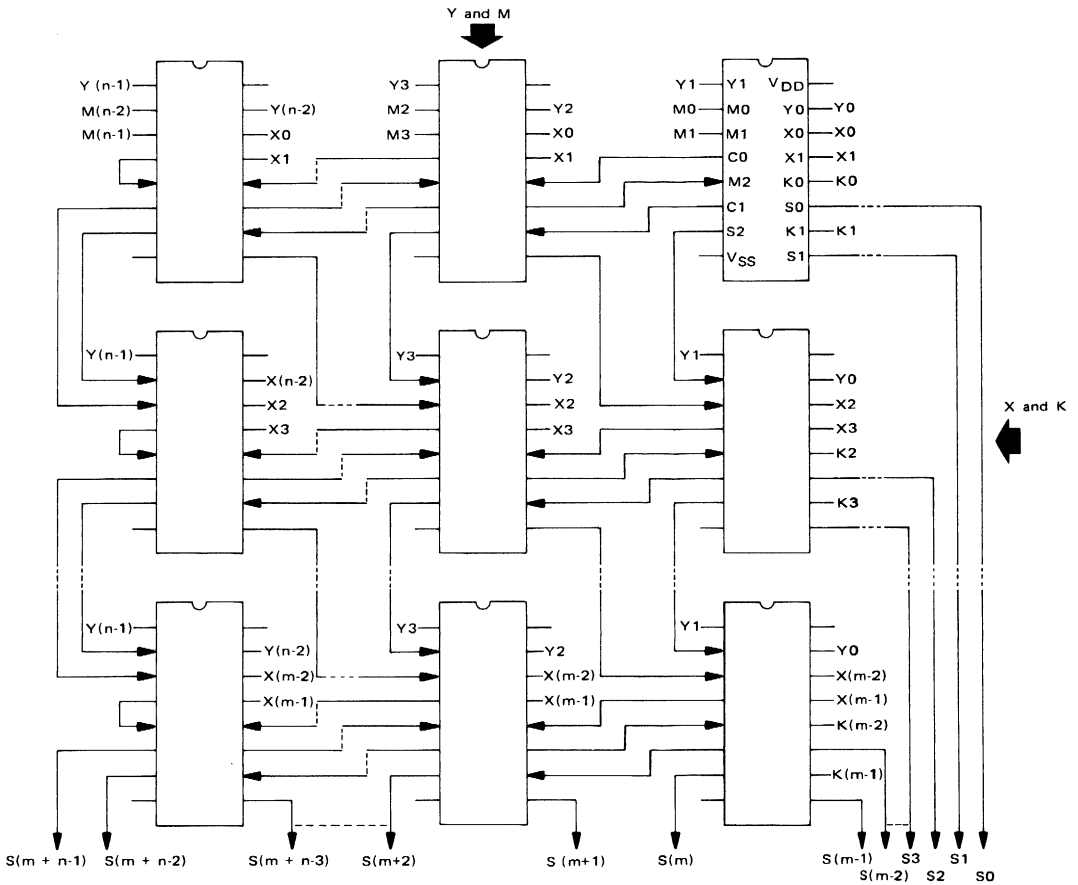 Y and M
Y (n-1) Y3 Y1 Y1 VDD
M(n-2) Y(n-2) M2 Y2 M0 M0 Y0 Y0
M(n-1) X0 M3 X0 M1 M1 X0 X0
X1 X1 C0 X1 X1
M2 K0 K0
C1 S0
S2 K1 K1
VSS S1
Y(n-1) Y3 Y1
X(n-2) Y2 Y0
X2 X2 X2 X and K
X3 X3 X3
K2
K3
Y(n-1) Y3 Y1
Y(n-2) Y2 Y0
X(m-2) X(m-2) X(m-2)
X(m-1) X(m-1) X(m-1)
K(m-2)
K(m-1)
S(m + n-1) S(m + n-2) S(m + n-3) S(m+2) S (m+1) S(m) S(m-1) S3 S1
S(m-2) S2 S0